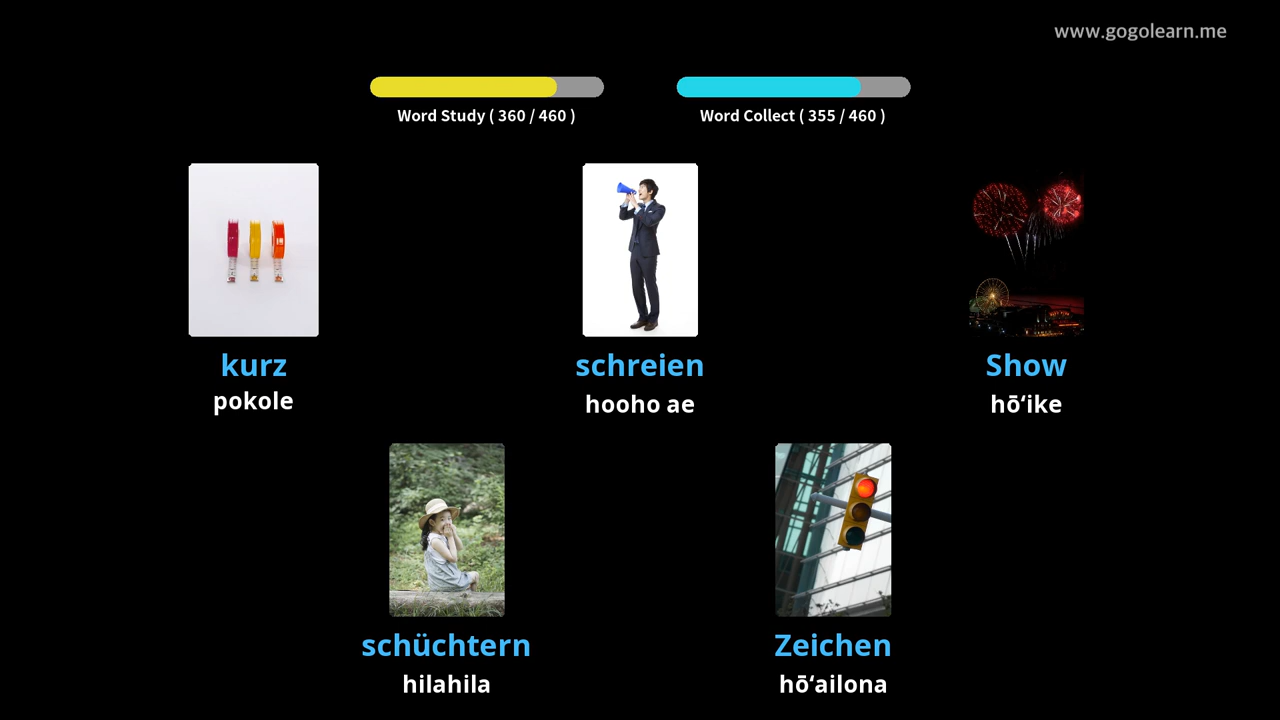 www.gogolearn.me
Word Study ( 360 / 460 )
Word Collect ( 355 / 460 )
kurz
pokole
schreien
hooho ae
Show
hōʻike
schüchtern
hilahila
Zeichen
hōʻailona